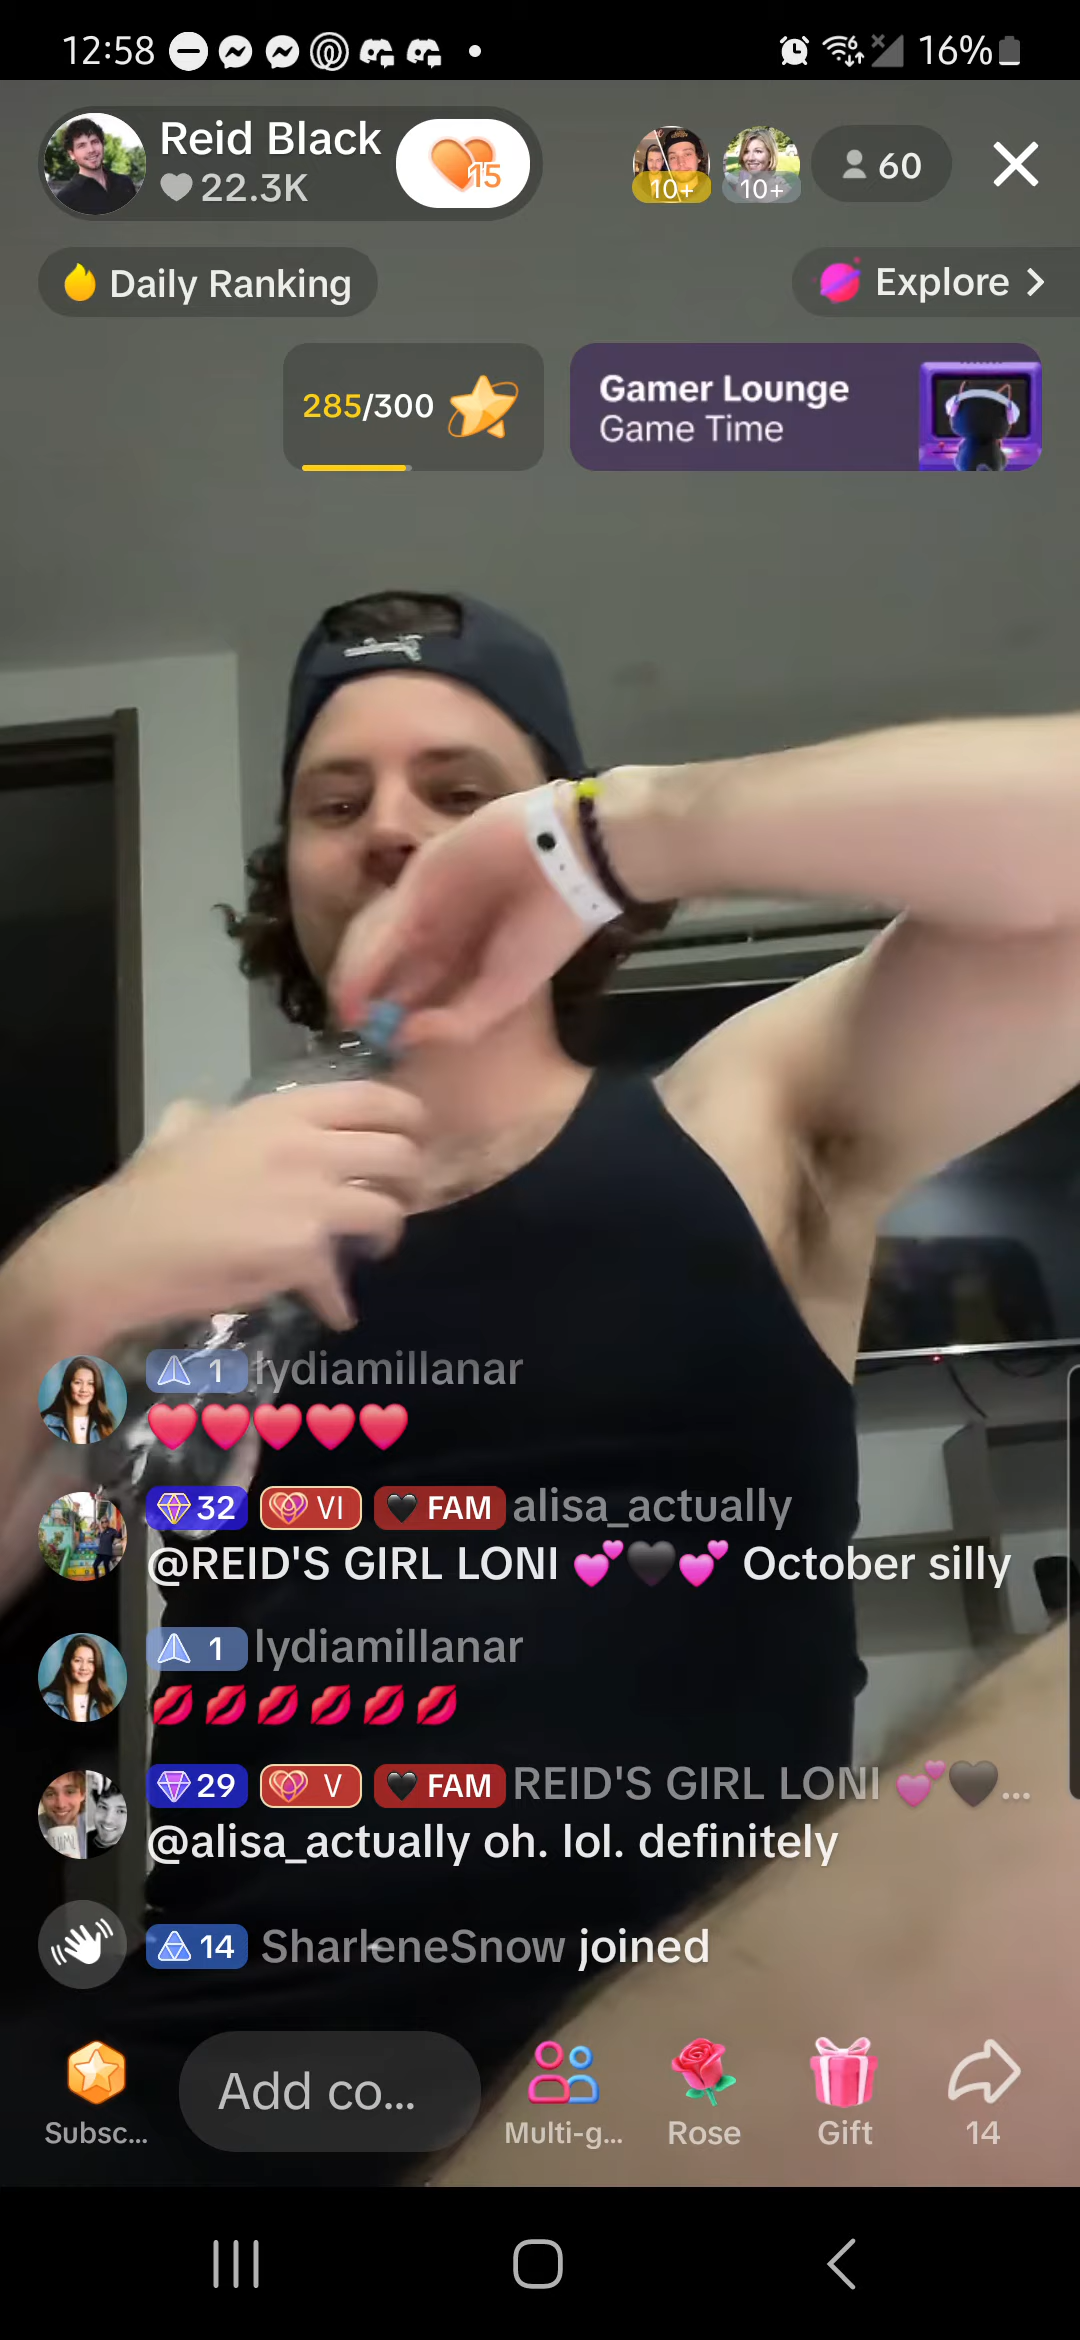 12:58
16%
Reid Black
22.3K
15
10+
10+
60
Daily Ranking
Explore
285/300
Gamer Lounge
Game Time
1 lydiamillanar
32 VI FAM alisa_actually
@REID'S GIRL LONI 💕🖤💕 October silly
1 lydiamillanar
29 V FAM REID'S GIRL LONI 💕🖤...
@alisa_actually oh. lol. definitely
14 SharleneSnow joined
Add co...
Subsc...
Multi-g...
Rose
Gift
14